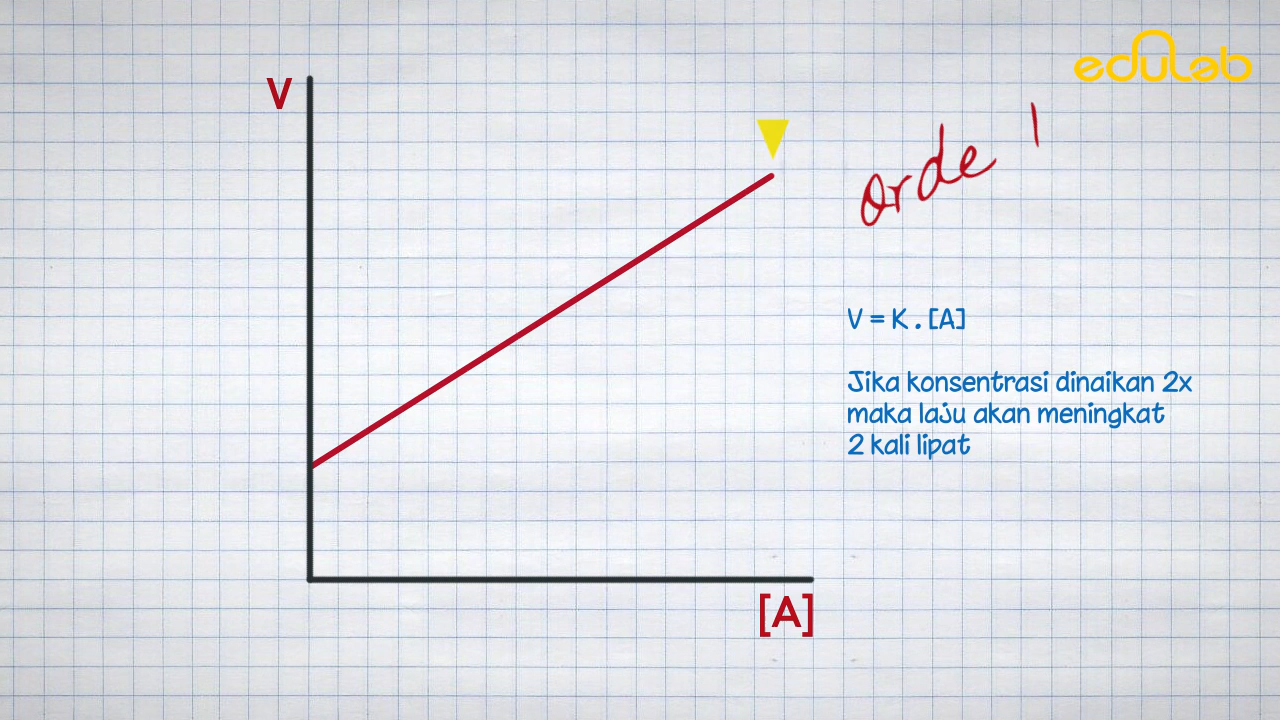 edulab
V
Orde 1
V = K . [A]
Jika konsentrasi dinaikan 2x
maka laju akan meningkat
2 kali lipat
[A]